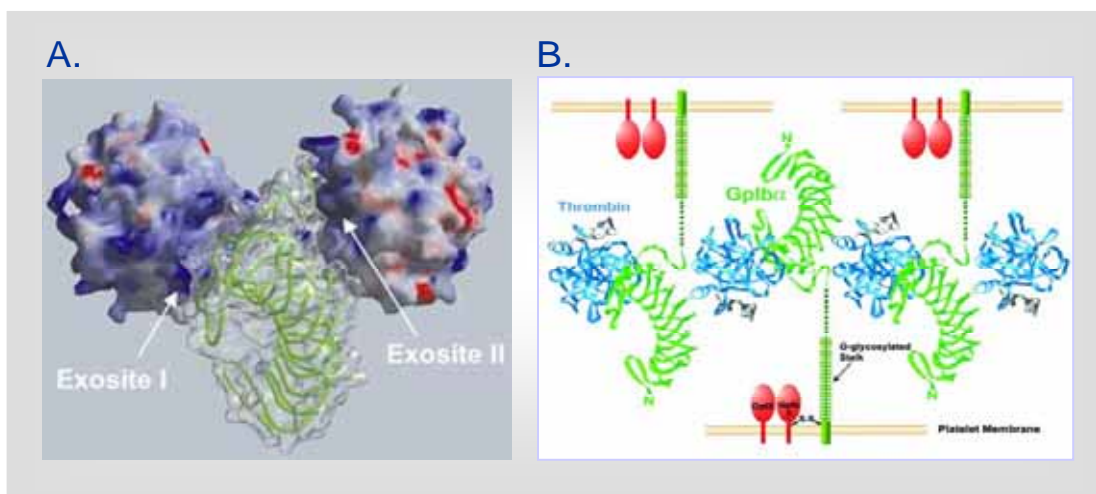 A.
B.
Exosite I
Exosite II
N
GpIbα
Thrombin
O-glycosylated
Stalk
N
N
S-S
Platelet Membrane